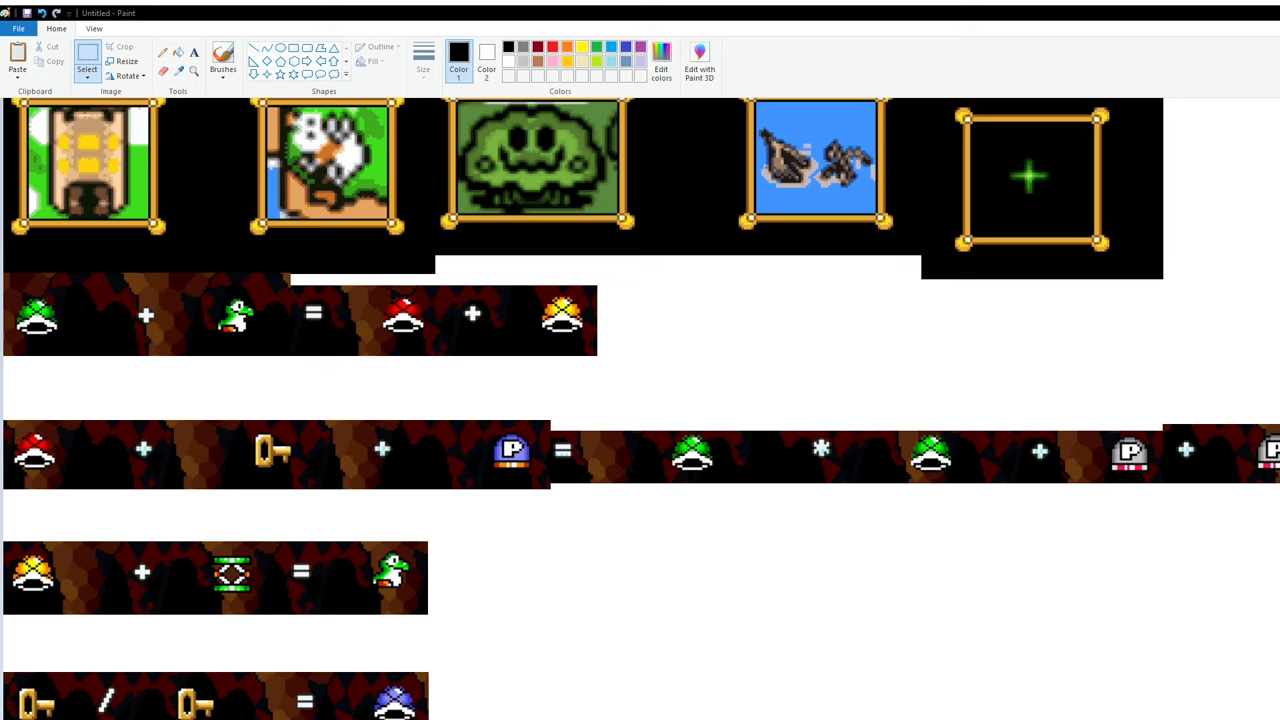 Untitled - Paint
File Home View
Paste Cut Copy Select Crop Resize Rotate A Brushes Outline Fill Size Color 1 Color 2 Edit colors Edit with Paint 3D
Clipboard Image Tools Shapes Colors
+ = +
+ + P = * + P + P
+ =
/ =